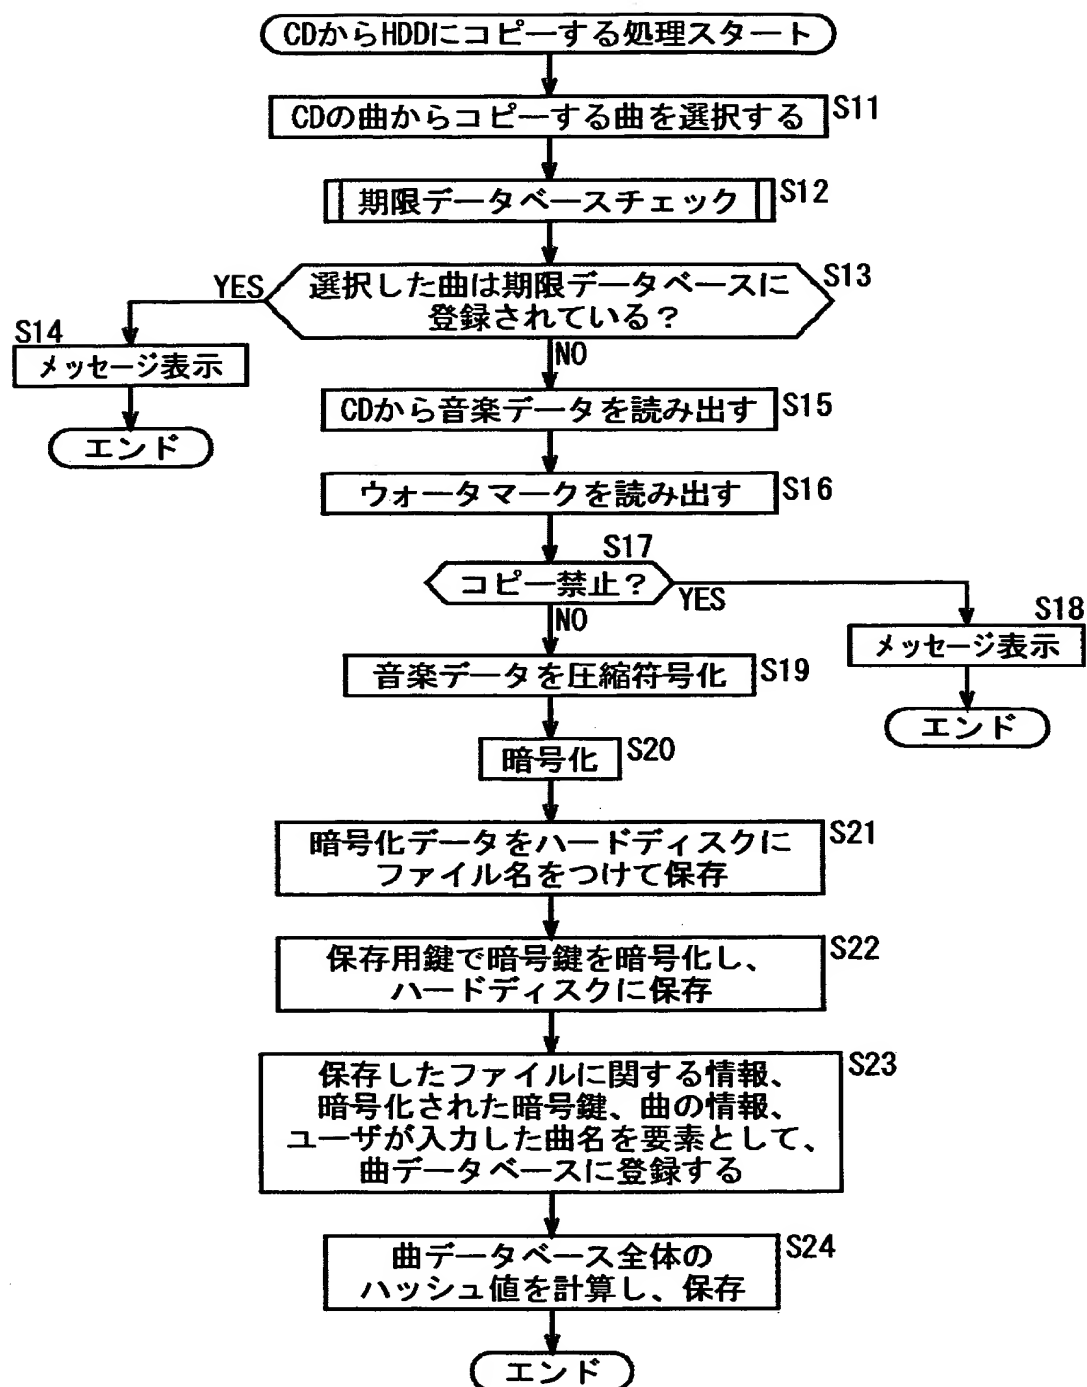 CDからHDDにコピーする処理スタート
CDの曲からコピーする曲を選択する
S11
期限データベースチェック
S12
選択した曲は期限データベースに
登録されている？
S13
YES
NO
S14
メッセージ表示
エンド
CDから音楽データを読み出す
S15
ウォータマークを読み出す
S16
S17
コピー禁止？
YES
NO
S18
メッセージ表示
エンド
音楽データを圧縮符号化
S19
暗号化
S20
暗号化データをハードディスクに
ファイル名をつけて保存
S21
保存用鍵で暗号鍵を暗号化し、
ハードディスクに保存
S22
保存したファイルに関する情報、
暗号化された暗号鍵、曲の情報、
ユーザが入力した曲名を要素として、
曲データベースに登録する
S23
曲データベース全体の
ハッシュ値を計算し、保存
S24
エンド